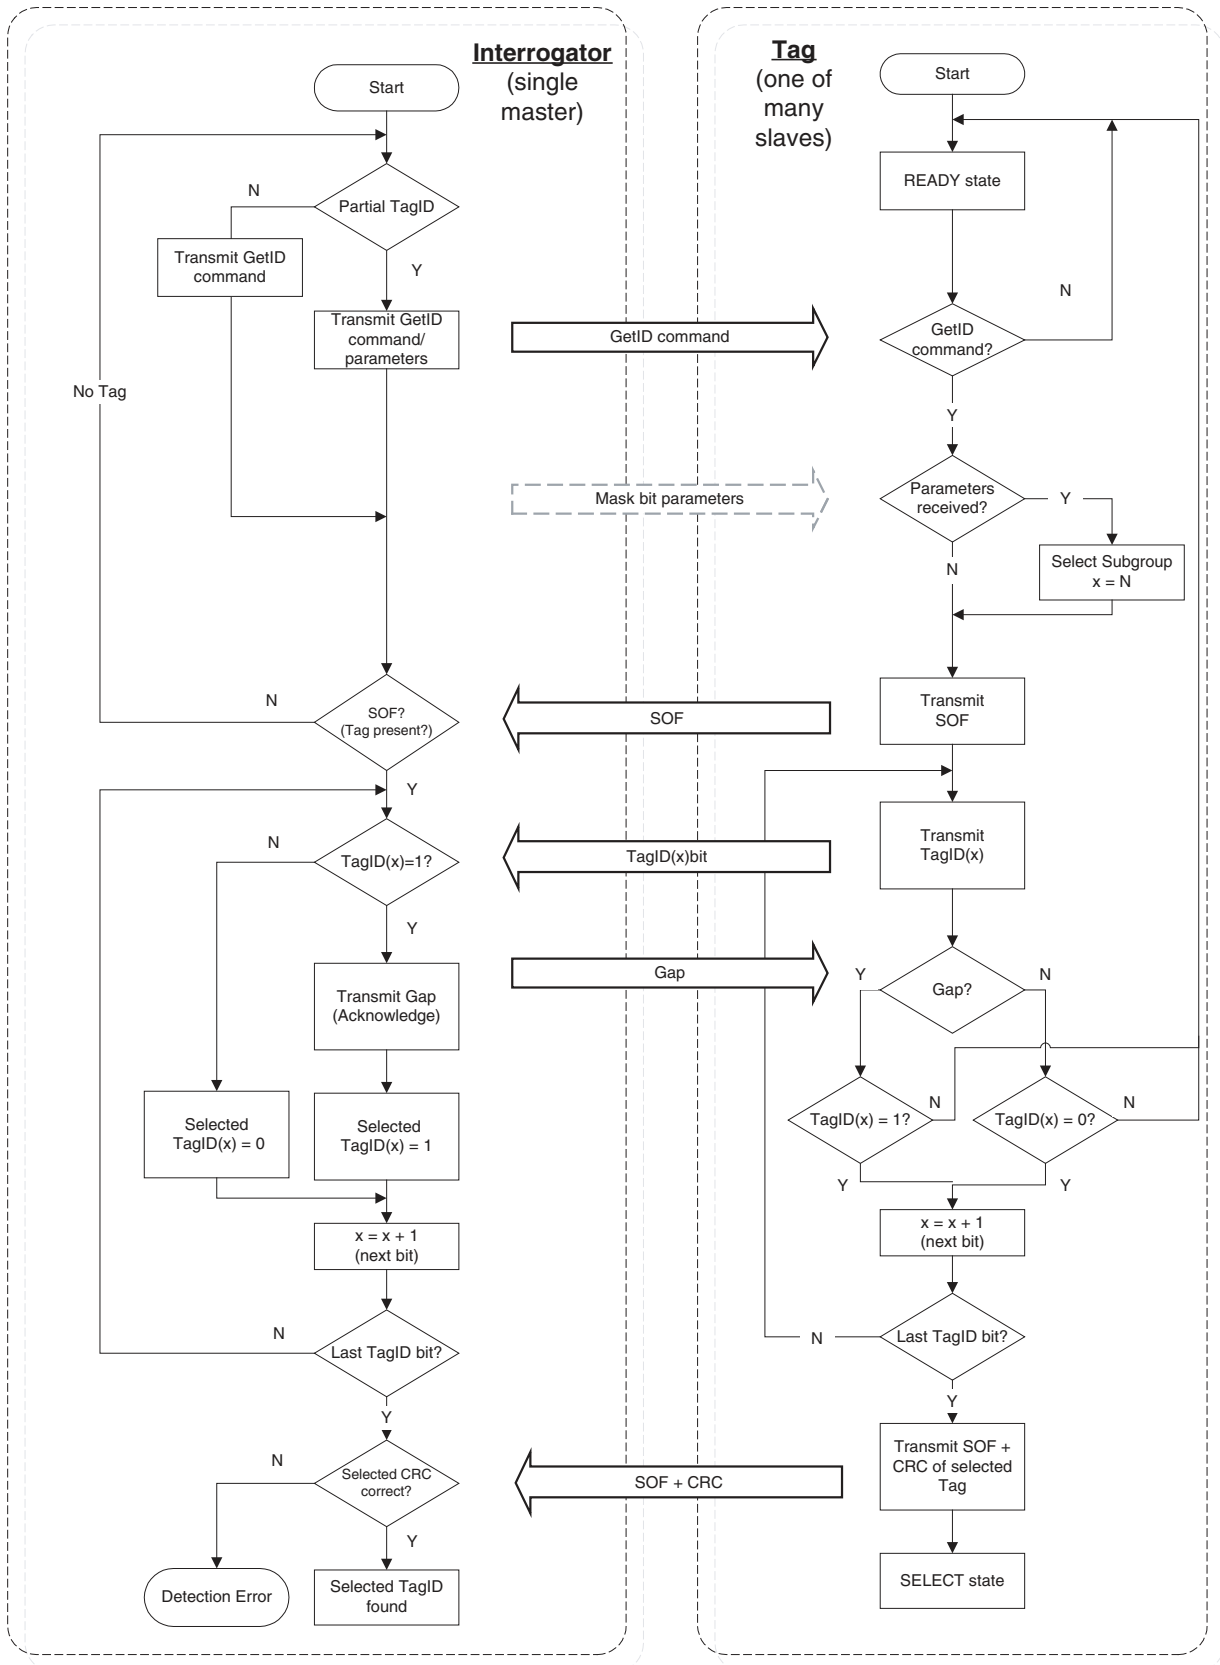 Interrogator
(single
master)
Start
N
Partial TagID
Transmit GetID
command
Y
Transmit GetID
command/
parameters
No Tag
N
SOF?
(Tag present?)
Y
N
TagID(x)=1?
Y
Transmit Gap
(Acknowledge)
Selected
TagID(x) = 0
Selected
TagID(x) = 1
x = x + 1
(next bit)
N
Last TagID bit?
Y
N
Selected CRC
correct?
Y
Detection Error
Selected TagID
found
GetID command
Mask bit parameters
SOF
TagID(x)bit
Gap
SOF + CRC
Tag
(one of
many
slaves)
Start
READY state
N
GetID
command?
Y
Parameters
received?
Y
Select Subgroup
x = N
N
Transmit
SOF
Transmit
TagID(x)
Y
Gap?
N
TagID(x) = 1?
N
TagID(x) = 0?
N
Y
Y
x = x + 1
(next bit)
N
Last TagID bit?
Y
Transmit SOF +
CRC of selected
Tag
SELECT state